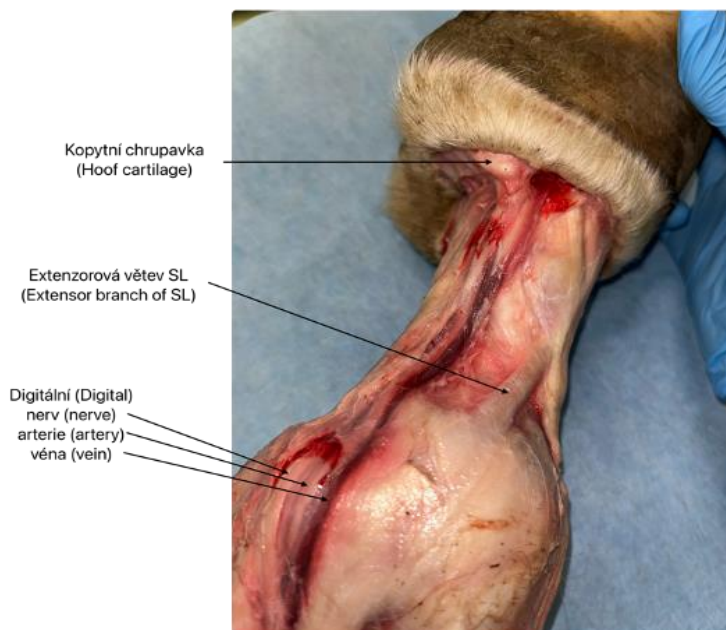 Kopytní chrupavka
(Hoof cartilage)
Extenzorová větev SL
(Extensor branch of SL)
Digitální (Digital)
nerv (nerve)
arterie (artery)
véna (vein)